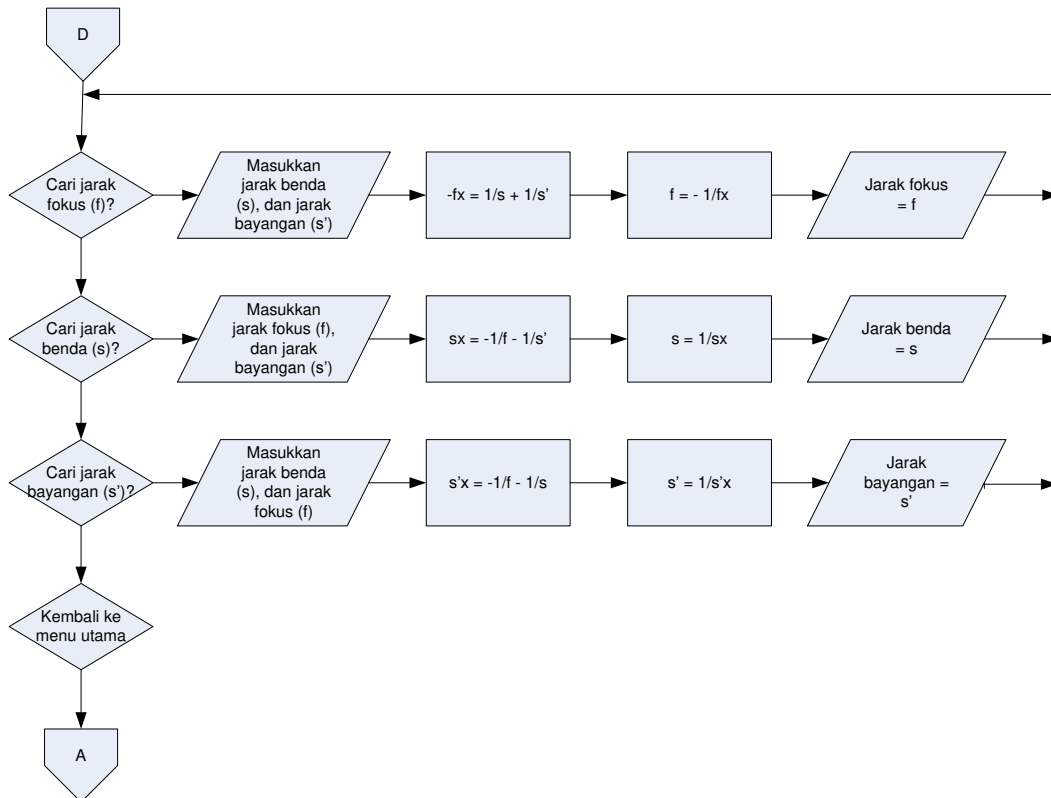 D
Cari jarak
fokus (f)?
Masukkan
jarak benda
(s), dan jarak
bayangan (s’)
-fx = 1/s + 1/s’
f = - 1/fx
Jarak fokus
= f
Cari jarak
benda (s)?
Masukkan
jarak fokus (f),
dan jarak
bayangan (s’)
sx = -1/f - 1/s’
s = 1/sx
Jarak benda
= s
Cari jarak
bayangan (s’)?
Masukkan
jarak benda
(s), dan jarak
fokus (f)
s’x = -1/f - 1/s
s’ = 1/s’x
Jarak
bayangan =
s’
Kembali ke
menu utama
A